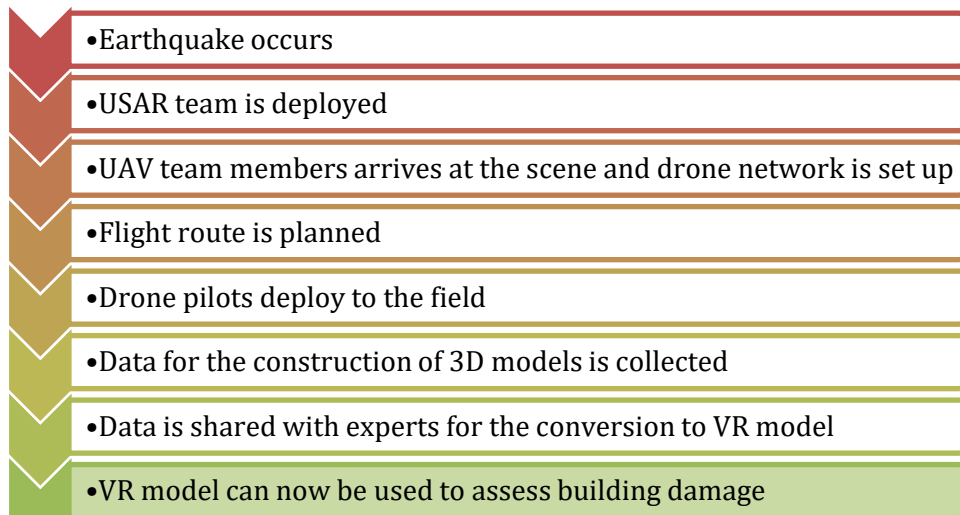 •Earthquake occurs
•USAR team is deployed
•UAV team members arrives at the scene and drone network is set up
•Flight route is planned
•Drone pilots deploy to the field
•Data for the construction of 3D models is collected
•Data is shared with experts for the conversion to VR model
•VR model can now be used to assess building damage